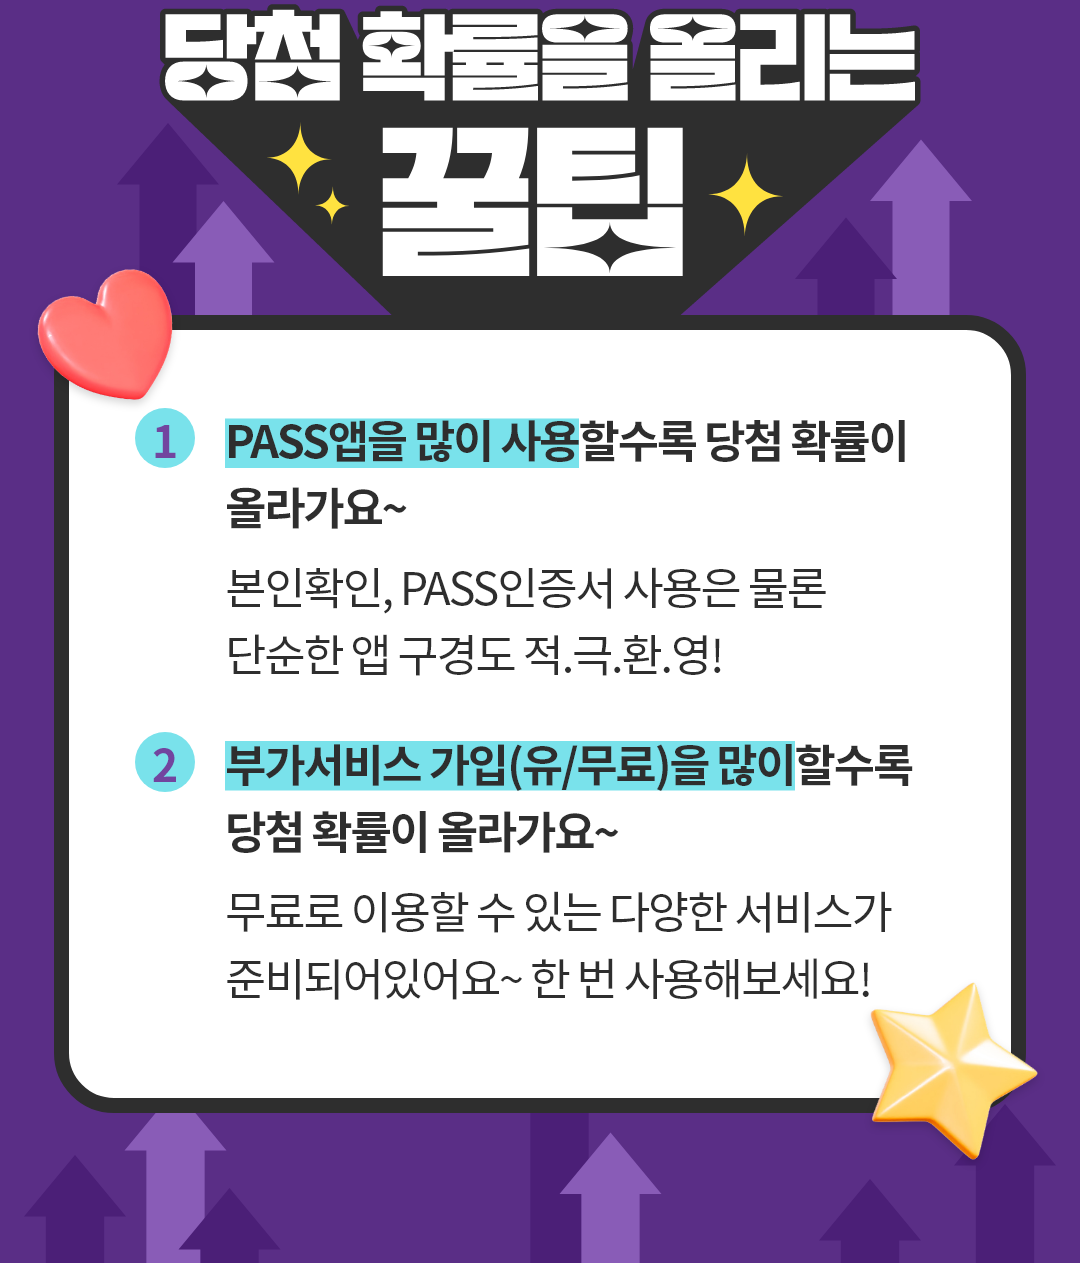 당첨 확률을 올리는
꿀팁
1
PASS앱을 많이 사용할수록 당첨 확률이
올라가요~
본인확인, PASS인증서 사용은 물론
단순한 앱 구경도 적.극.환.영!
2
부가서비스 가입(유/무료)을 많이할수록
당첨 확률이 올라가요~
무료로 이용할 수 있는 다양한 서비스가
준비되어있어요~ 한 번 사용해보세요!